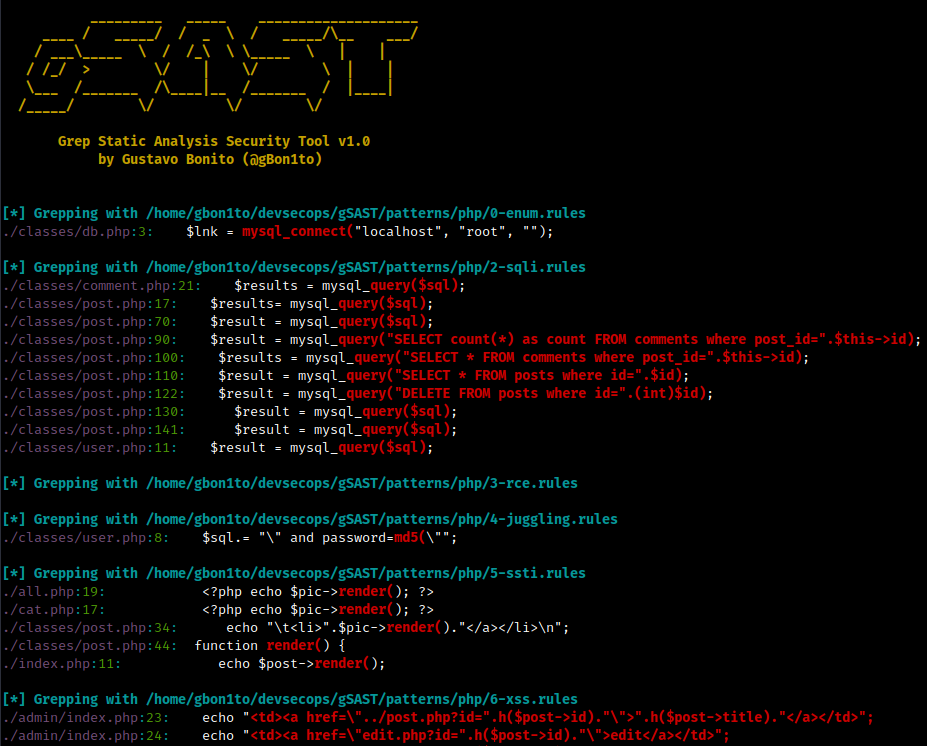 gSAST
Grep Static Analysis Security Tool v1.0
by Gustavo Bonito (@gBon1to)
[*] Grepping with /home/gbon1to/devsecops/gSAST/patterns/php/0-enum.rules
./classes/db.php:3:    $lnk = mysql_connect("localhost", "root", "");
[*] Grepping with /home/gbon1to/devsecops/gSAST/patterns/php/2-sqli.rules
./classes/comment.php:21:    $results = mysql_query($sql);
./classes/post.php:17:    $results= mysql_query($sql);
./classes/post.php:70:    $result = mysql_query($sql);
./classes/post.php:90:    $result = mysql_query("SELECT count(*) as count FROM comments where post_id=".$this->id);
./classes/post.php:100:    $results = mysql_query("SELECT * FROM comments where post_id=".$this->id);
./classes/post.php:110:    $result = mysql_query("SELECT * FROM posts where id=".$id);
./classes/post.php:122:    $result = mysql_query("DELETE FROM posts where id=".(int)$id);
./classes/post.php:130:      $result = mysql_query($sql);
./classes/post.php:141:      $result = mysql_query($sql);
./classes/user.php:11:    $result = mysql_query($sql);
[*] Grepping with /home/gbon1to/devsecops/gSAST/patterns/php/3-rce.rules
[*] Grepping with /home/gbon1to/devsecops/gSAST/patterns/php/4-juggling.rules
./classes/user.php:8:    $sql.= "\" and password=md5(\"";
[*] Grepping with /home/gbon1to/devsecops/gSAST/patterns/php/5-ssti.rules
./all.php:19:            <?php echo $pic->render(); ?>
./cat.php:17:            <?php echo $pic->render(); ?>
./classes/post.php:34:      echo "\t<li>".$pic->render()."</a></li>\n";
./classes/post.php:44:  function render() {
./index.php:11:            echo $post->render();
[*] Grepping with /home/gbon1to/devsecops/gSAST/patterns/php/6-xss.rules
./admin/index.php:23:    echo "<td><a href=\"../post.php?id=".h($post->id)."\">".h($post->title)."</a></td>";
./admin/index.php:24:    echo "<td><a href=\"edit.php?id=".h($post->id)."\">edit</a></td>";